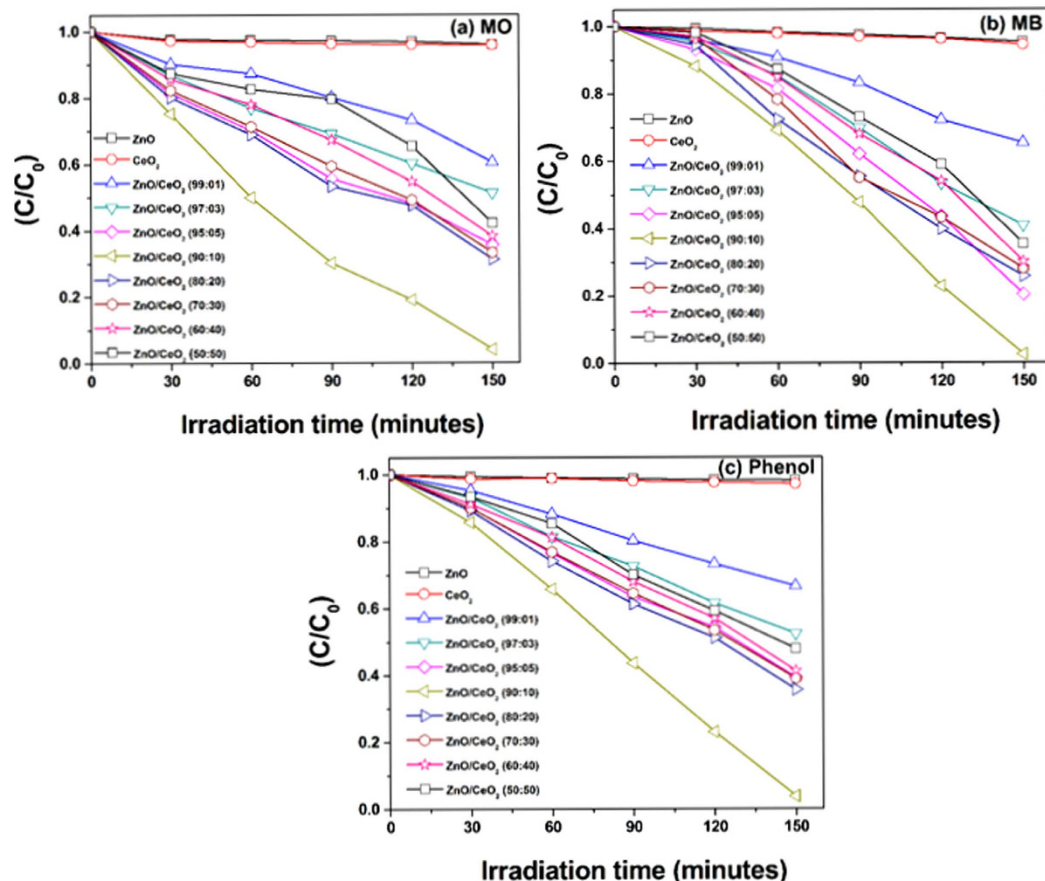 (a) MO
(C/C₀)
1.0
0.8
0.6
0.4
0.2
0.0
ZnO
CeO₂
ZnO/CeO₂ (99:01)
ZnO/CeO₂ (97:03)
ZnO/CeO₂ (95:05)
ZnO/CeO₂ (90:10)
ZnO/CeO₂ (80:20)
ZnO/CeO₂ (70:30)
ZnO/CeO₂ (60:40)
ZnO/CeO₂ (50:50)
0 30 60 90 120 150
Irradiation time (minutes)
(b) MB
(C/C₀)
1.0
0.8
0.6
0.4
0.2
0.0
ZnO
CeO₂
ZnO/CeO₂ (99:01)
ZnO/CeO₂ (97:03)
ZnO/CeO₂ (95:05)
ZnO/CeO₂ (90:10)
ZnO/CeO₂ (80:20)
ZnO/CeO₂ (70:30)
ZnO/CeO₂ (60:40)
ZnO/CeO₂ (50:50)
0 30 60 90 120 150
Irradiation time (minutes)
(c) Phenol
(C/C₀)
1.0
0.8
0.6
0.4
0.2
0.0
ZnO
CeO₂
ZnO/CeO₂ (99:01)
ZnO/CeO₂ (97:03)
ZnO/CeO₂ (95:05)
ZnO/CeO₂ (90:10)
ZnO/CeO₂ (80:20)
ZnO/CeO₂ (70:30)
ZnO/CeO₂ (60:40)
ZnO/CeO₂ (50:50)
0 30 60 90 120 150
Irradiation time (minutes)